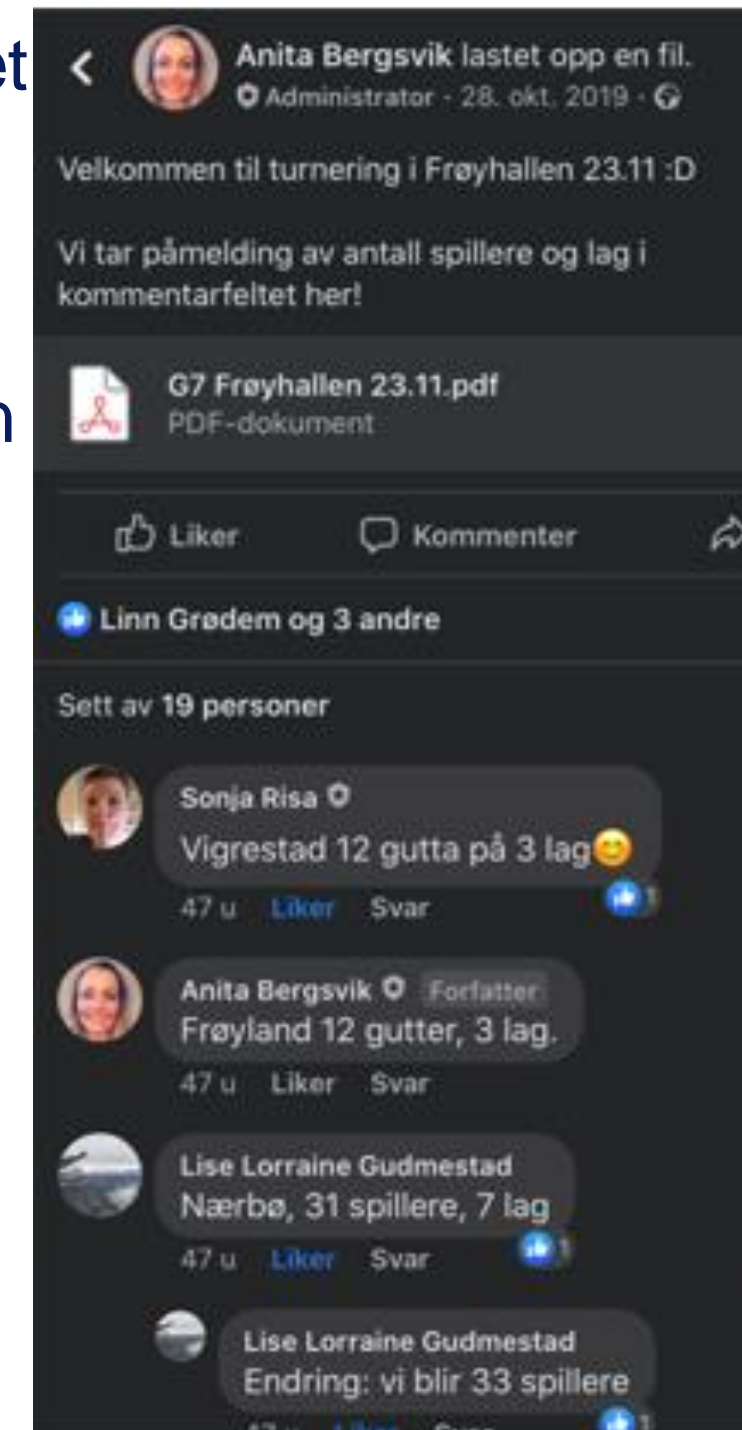 et
Anita Bergsvik lastet opp en fil.
Administrator - 28. okt. 2019 ·
Velkommen til turnering i Frøyhallen 23.11 :D
Vi tar påmelding av antall spillere og lag i
kommentarfeltet her!
n
G7 Frøyhallen 23.11.pdf
PDF-dokument
Liker Kommenter
Linn Grødem og 3 andre
Sett av 19 personer
Sonja Risa
Vigrestad 12 gutta på 3 lag😊
47 u Liker Svar 1
Anita Bergsvik Forfatter
Frøyland 12 gutter, 3 lag.
47 u Liker Svar
Lise Lorraine Gudmestad
Nærbø, 31 spillere, 7 lag
47 u Liker Svar 1
Lise Lorraine Gudmestad
Endring: vi blir 33 spillere
47 u Liker Svar 1